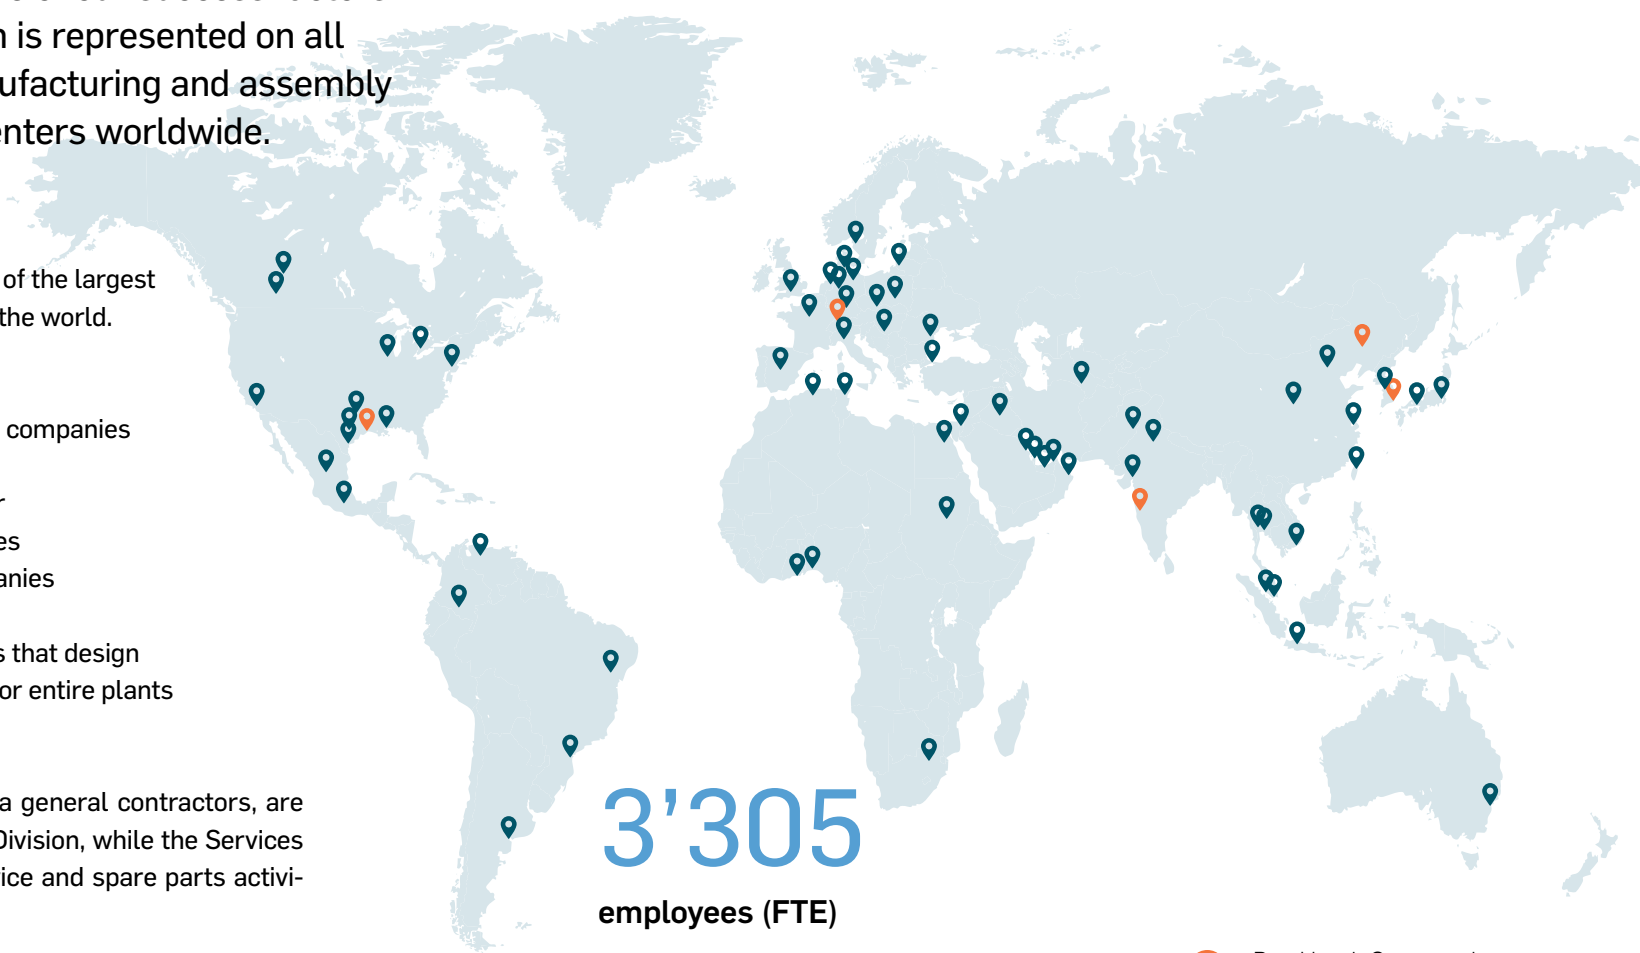 n is represented on all
ufacturing and assembly
enters worldwide.
of the largest
the world.
companies
r
es
anies
s that design
or entire plants
a general contractors, are
Division, while the Services
ice and spare parts activi-
3’305
employees (FTE)